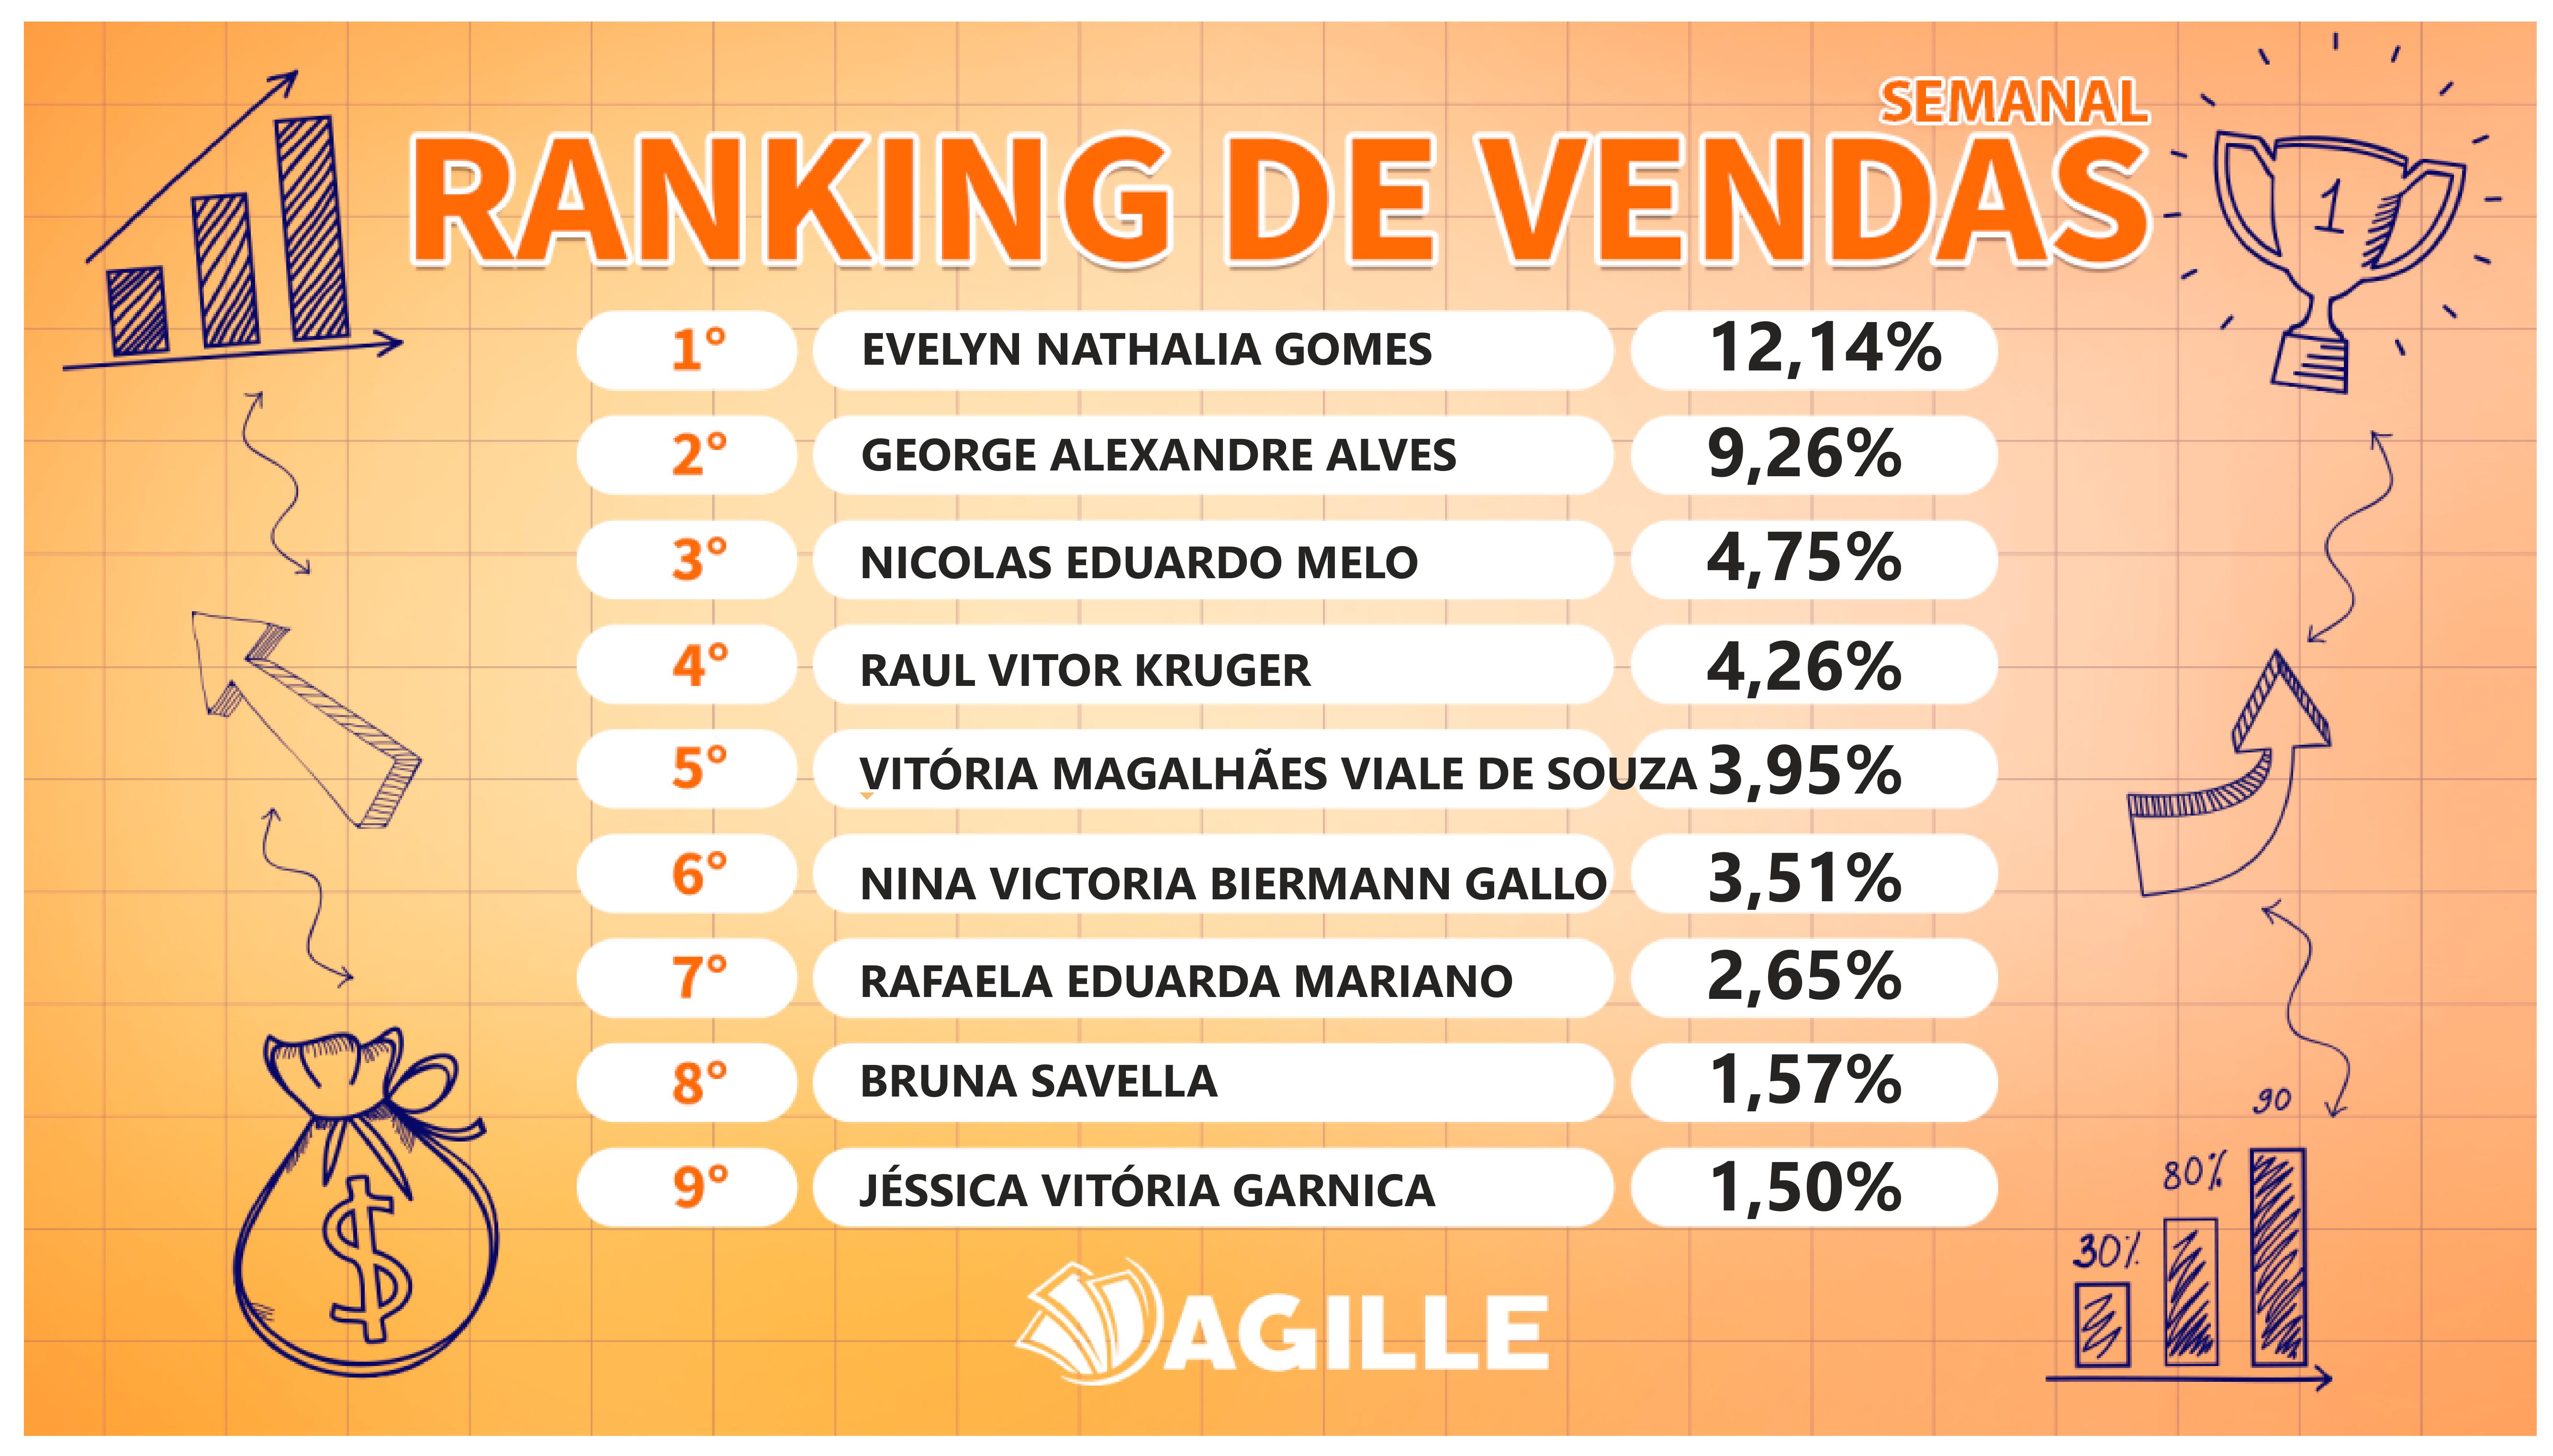 SEMANAL
RANKING DE VENDAS
1
1° EVELYN NATHALIA GOMES 12,14%
2° GEORGE ALEXANDRE ALVES 9,26%
3° NICOLAS EDUARDO MELO 4,75%
4° RAUL VITOR KRUGER 4,26%
5° VITÓRIA MAGALHÃES VIALE DE SOUZA 3,95%
6° NINA VICTORIA BIERMANN GALLO 3,51%
7° RAFAELA EDUARDA MARIANO 2,65%
8° BRUNA SAVELLA 1,57%
9° JÉSSICA VITÓRIA GARNICA 1,50%
$
90
80%
30%
AGILLE